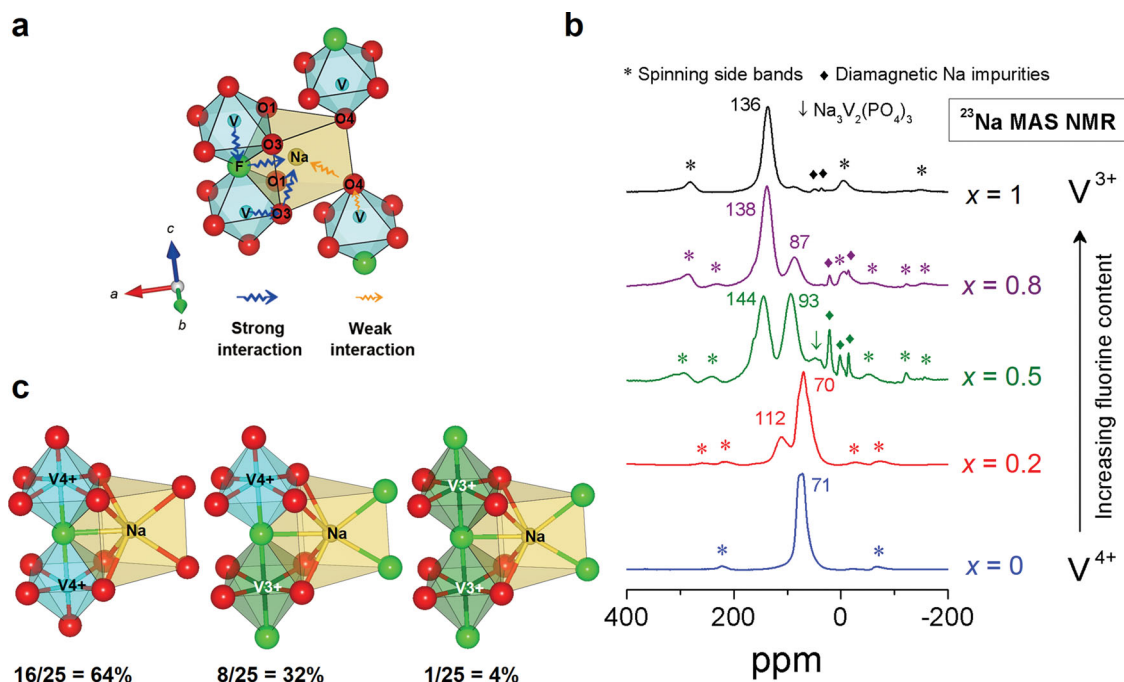 a
V
O1
O4
O3
V
F
Na
O1
O4
V
O3
V
c
a
b
Strong interaction
Weak interaction
b
* Spinning side bands ♦ Diamagnetic Na impurities
↓ Na₃V₂(PO₄)₃
²³Na MAS NMR
136
* ♦♦ * *
x = 1
V³⁺
138
87
* * ♦ * ♦ * * *
x = 0.8
144
93
* * ↓ ♦ ♦ ♦ * * *
x = 0.5
112
70
* * * *
x = 0.2
71
* *
x = 0
V⁴⁺
Increasing fluorine content
400 200 0 -200
ppm
c
V4+
Na
V4+
16/25 = 64%
V4+
Na
V3+
8/25 = 32%
V3+
Na
V3+
1/25 = 4%